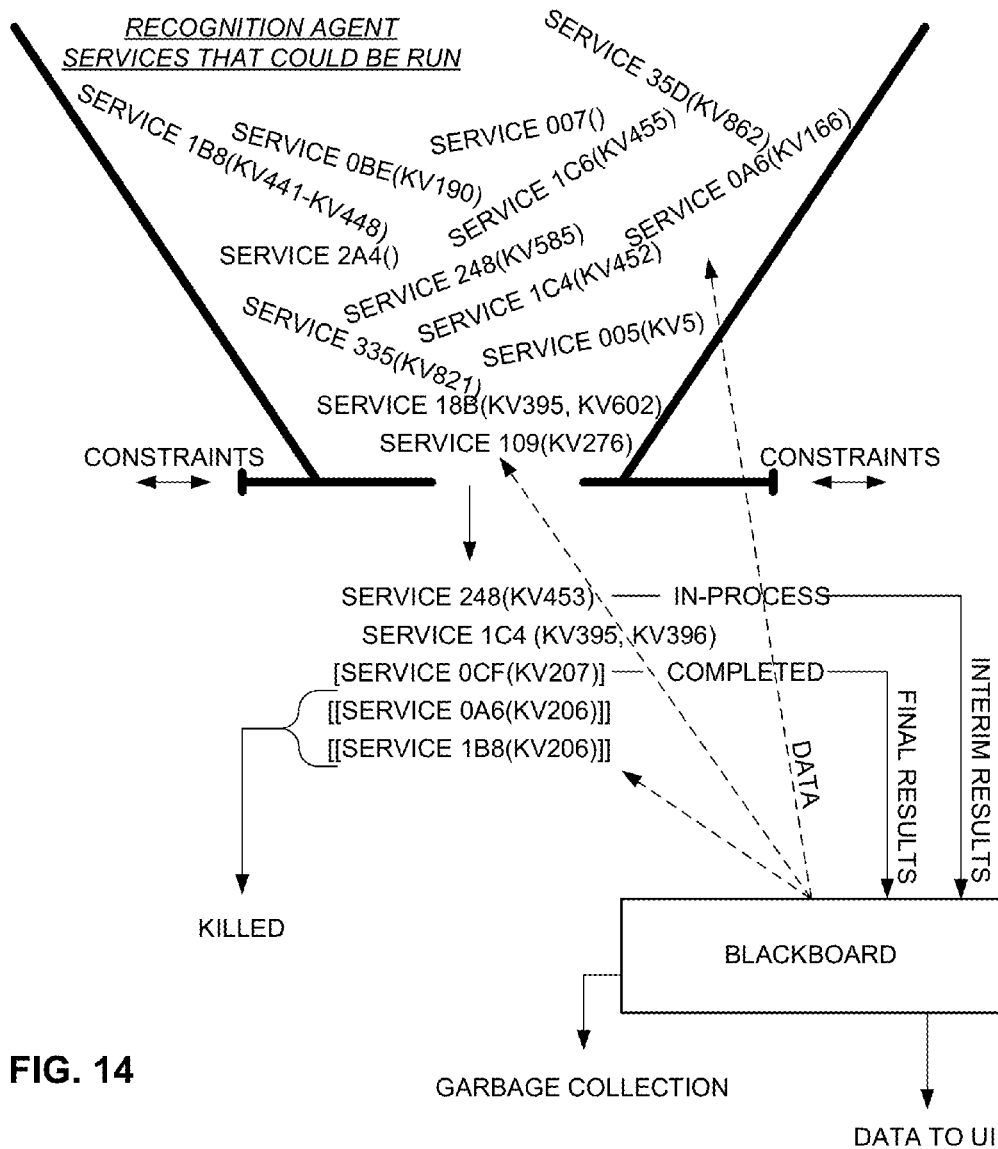 RECOGNITION AGENT
SERVICES THAT COULD BE RUN
SERVICE 35D(KV862)
SERVICE 1B8(KV441-KV448)
SERVICE 0BE(KV190)
SERVICE 007()
SERVICE 1C6(KV455)
SERVICE 0A6(KV166)
SERVICE 2A4()
SERVICE 248(KV585)
SERVICE 1C4(KV452)
SERVICE 335(KV821)
SERVICE 005(KV5)
SERVICE 18B(KV395, KV602)
SERVICE 109(KV276)
CONSTRAINTS
CONSTRAINTS
SERVICE 248(KV453)
IN-PROCESS
SERVICE 1C4 (KV395, KV396)
[SERVICE 0CF(KV207)]
COMPLETED
[[SERVICE 0A6(KV206)]]
[[SERVICE 1B8(KV206)]]
DATA
FINAL RESULTS
INTERIM RESULTS
KILLED
BLACKBOARD
FIG. 14
GARBAGE COLLECTION
DATA TO UI